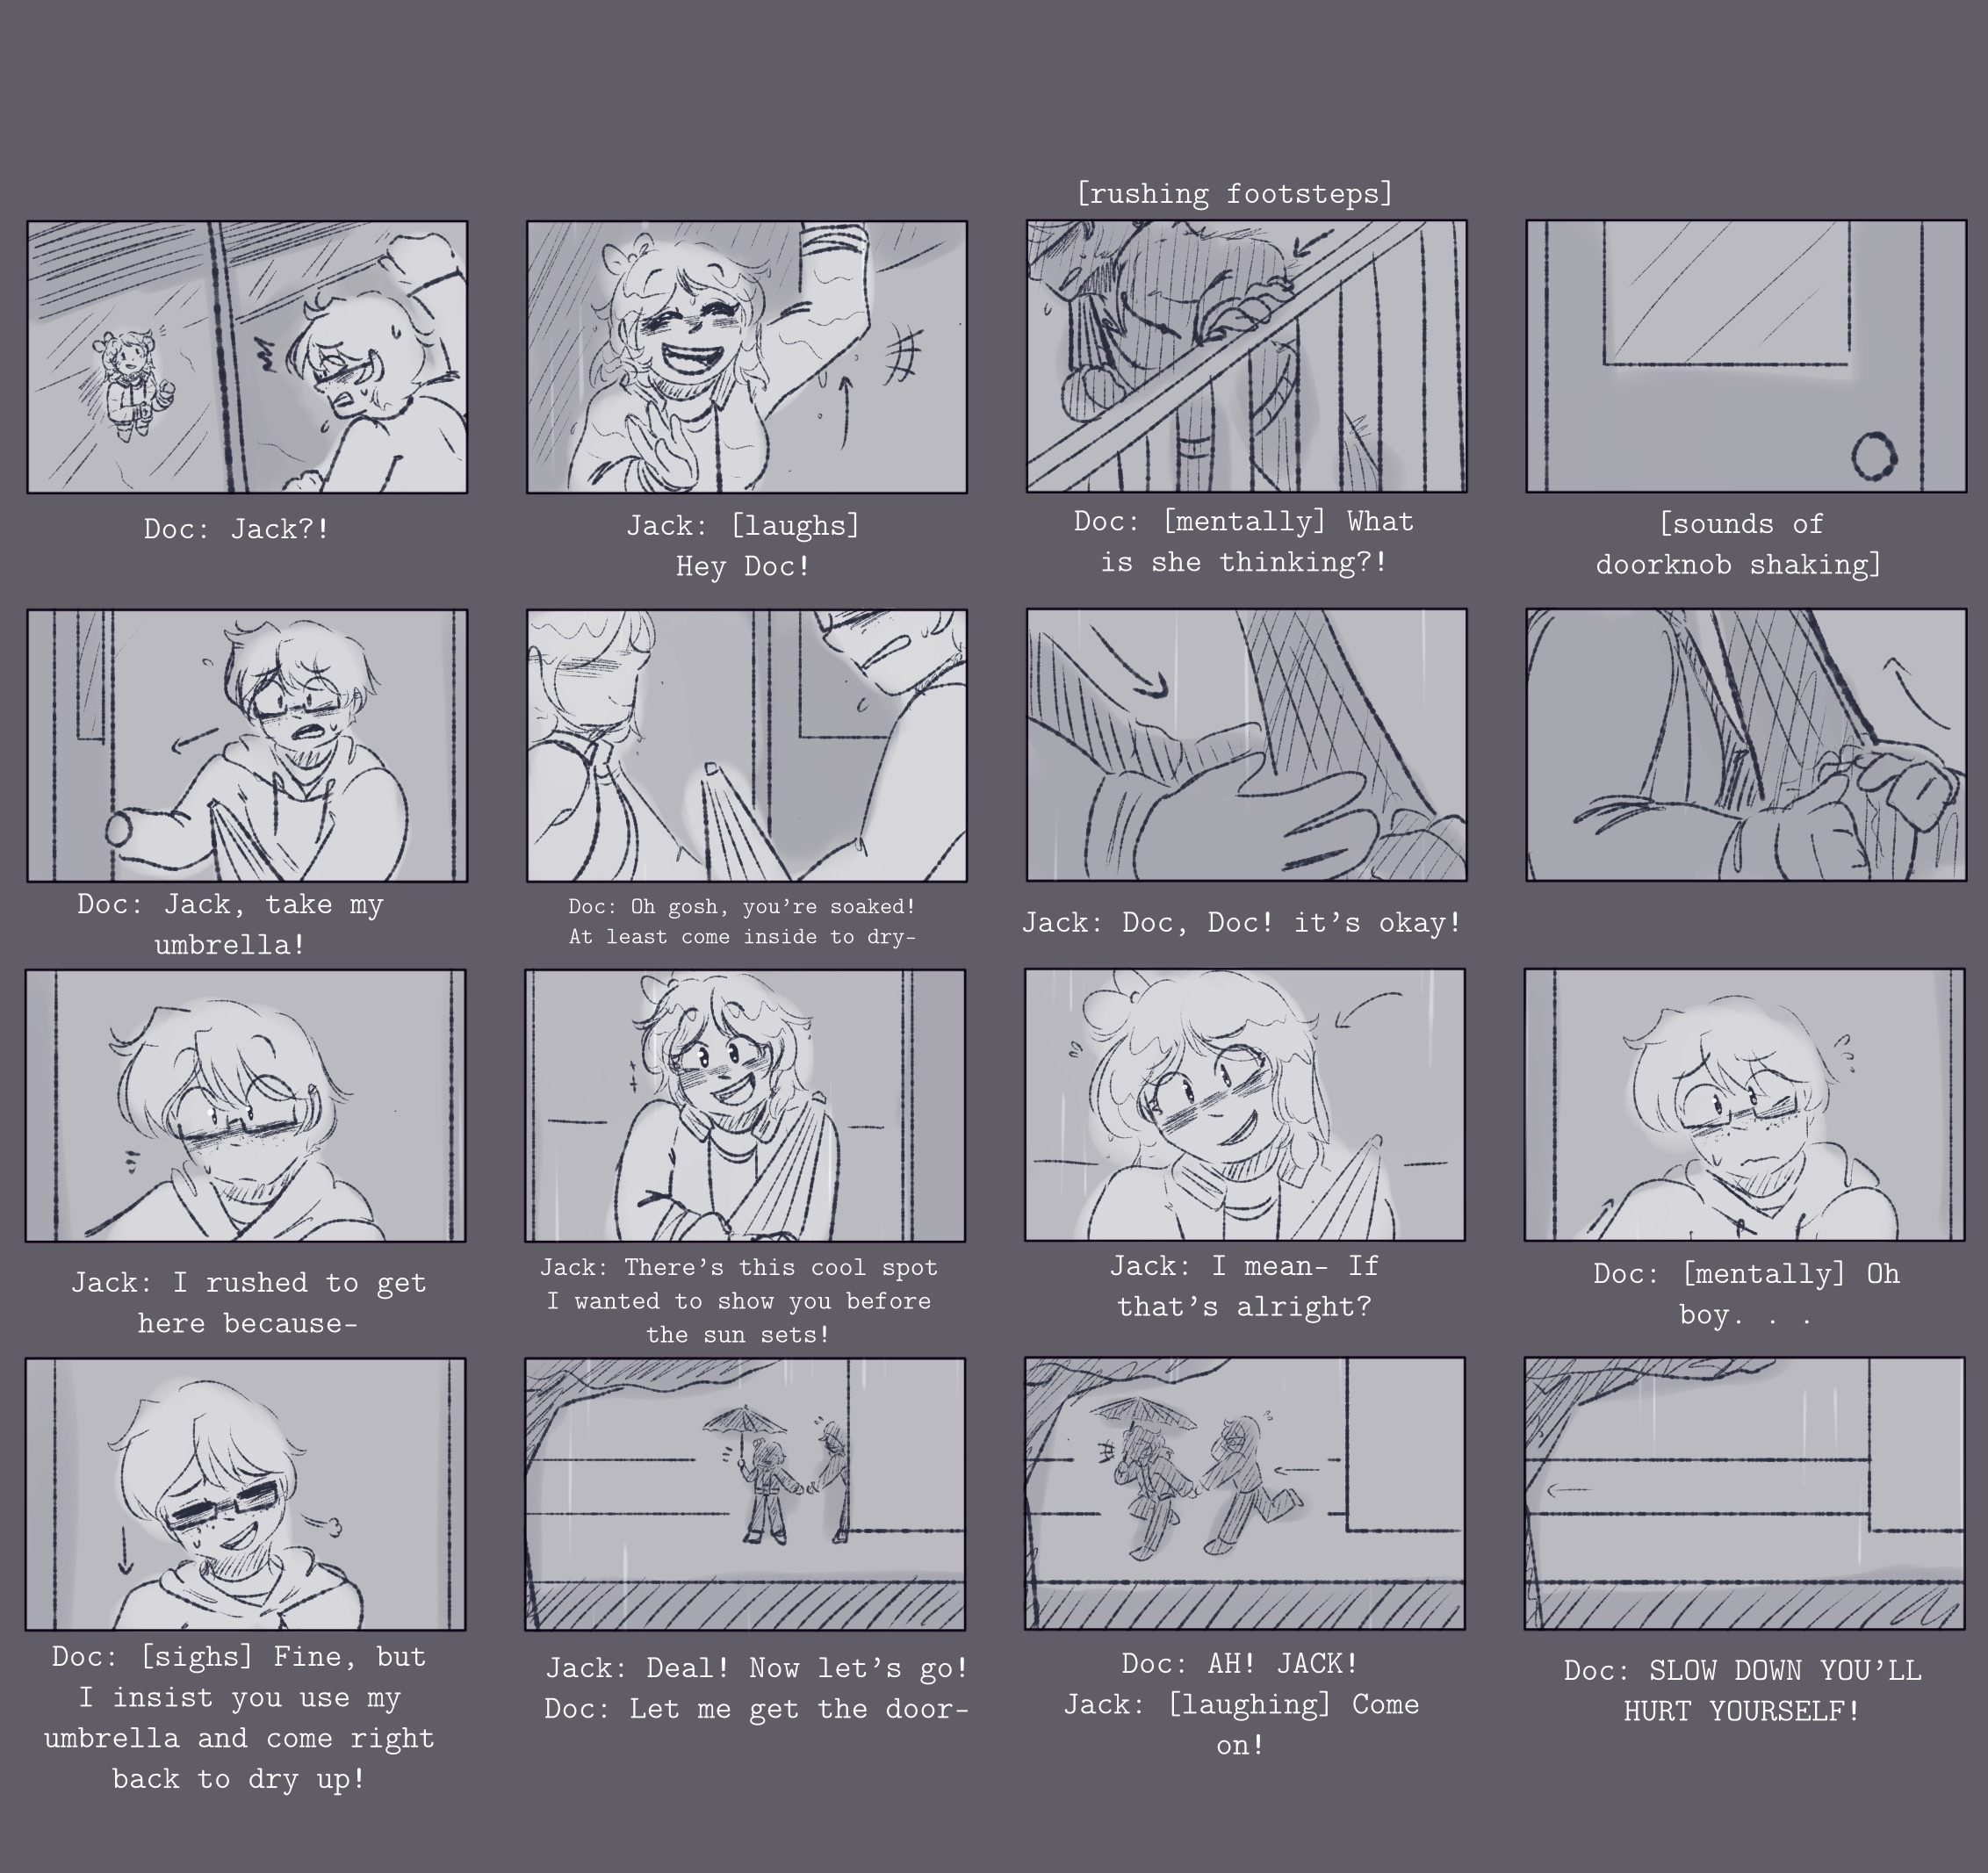 [rushing footsteps]
Doc: Jack?!
Jack: [laughs]
Hey Doc!
Doc: [mentally] What
is she thinking?!
[sounds of
doorknob shaking]
Doc: Jack, take my
umbrella!
Doc: Oh gosh, you're soaked!
At least come inside to dry-
Jack: Doc, Doc! it's okay!
Jack: I rushed to get
here because-
Jack: There's this cool spot
I wanted to show you before
the sun sets!
Jack: I mean- If
that's alright?
Doc: [mentally] Oh
boy. . .
Doc: [sighs] Fine, but
I insist you use my
umbrella and come right
back to dry up!
Jack: Deal! Now let's go!
Doc: Let me get the door-
Doc: AH! JACK!
Jack: [laughing] Come
on!
Doc: SLOW DOWN YOU'LL
HURT YOURSELF!